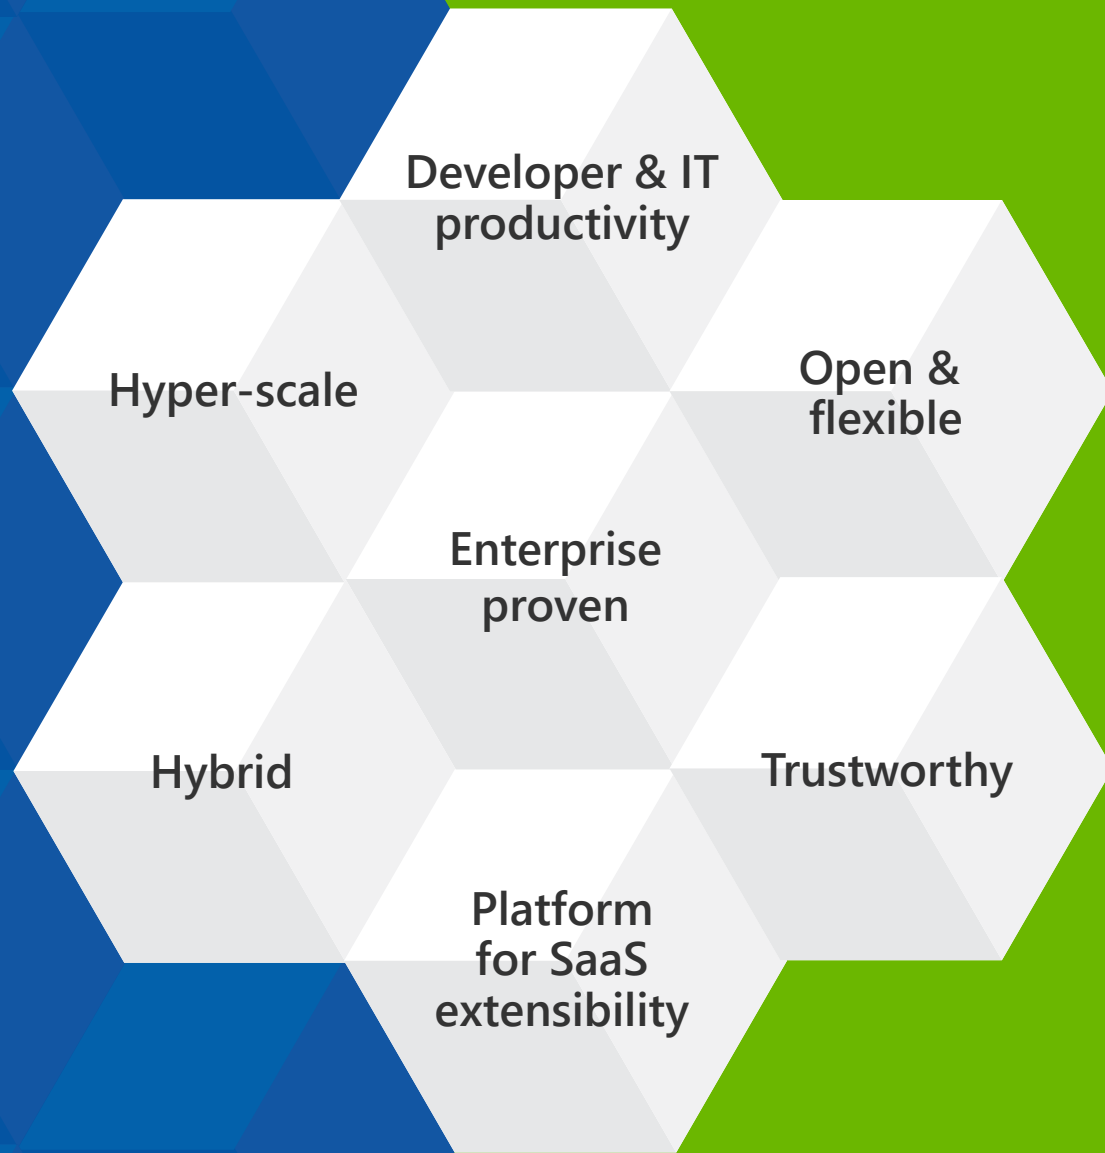 Developer & IT
productivity
Hyper-scale
Open &
flexible
Enterprise
proven
Hybrid
Trustworthy
Platform
for SaaS
extensibility